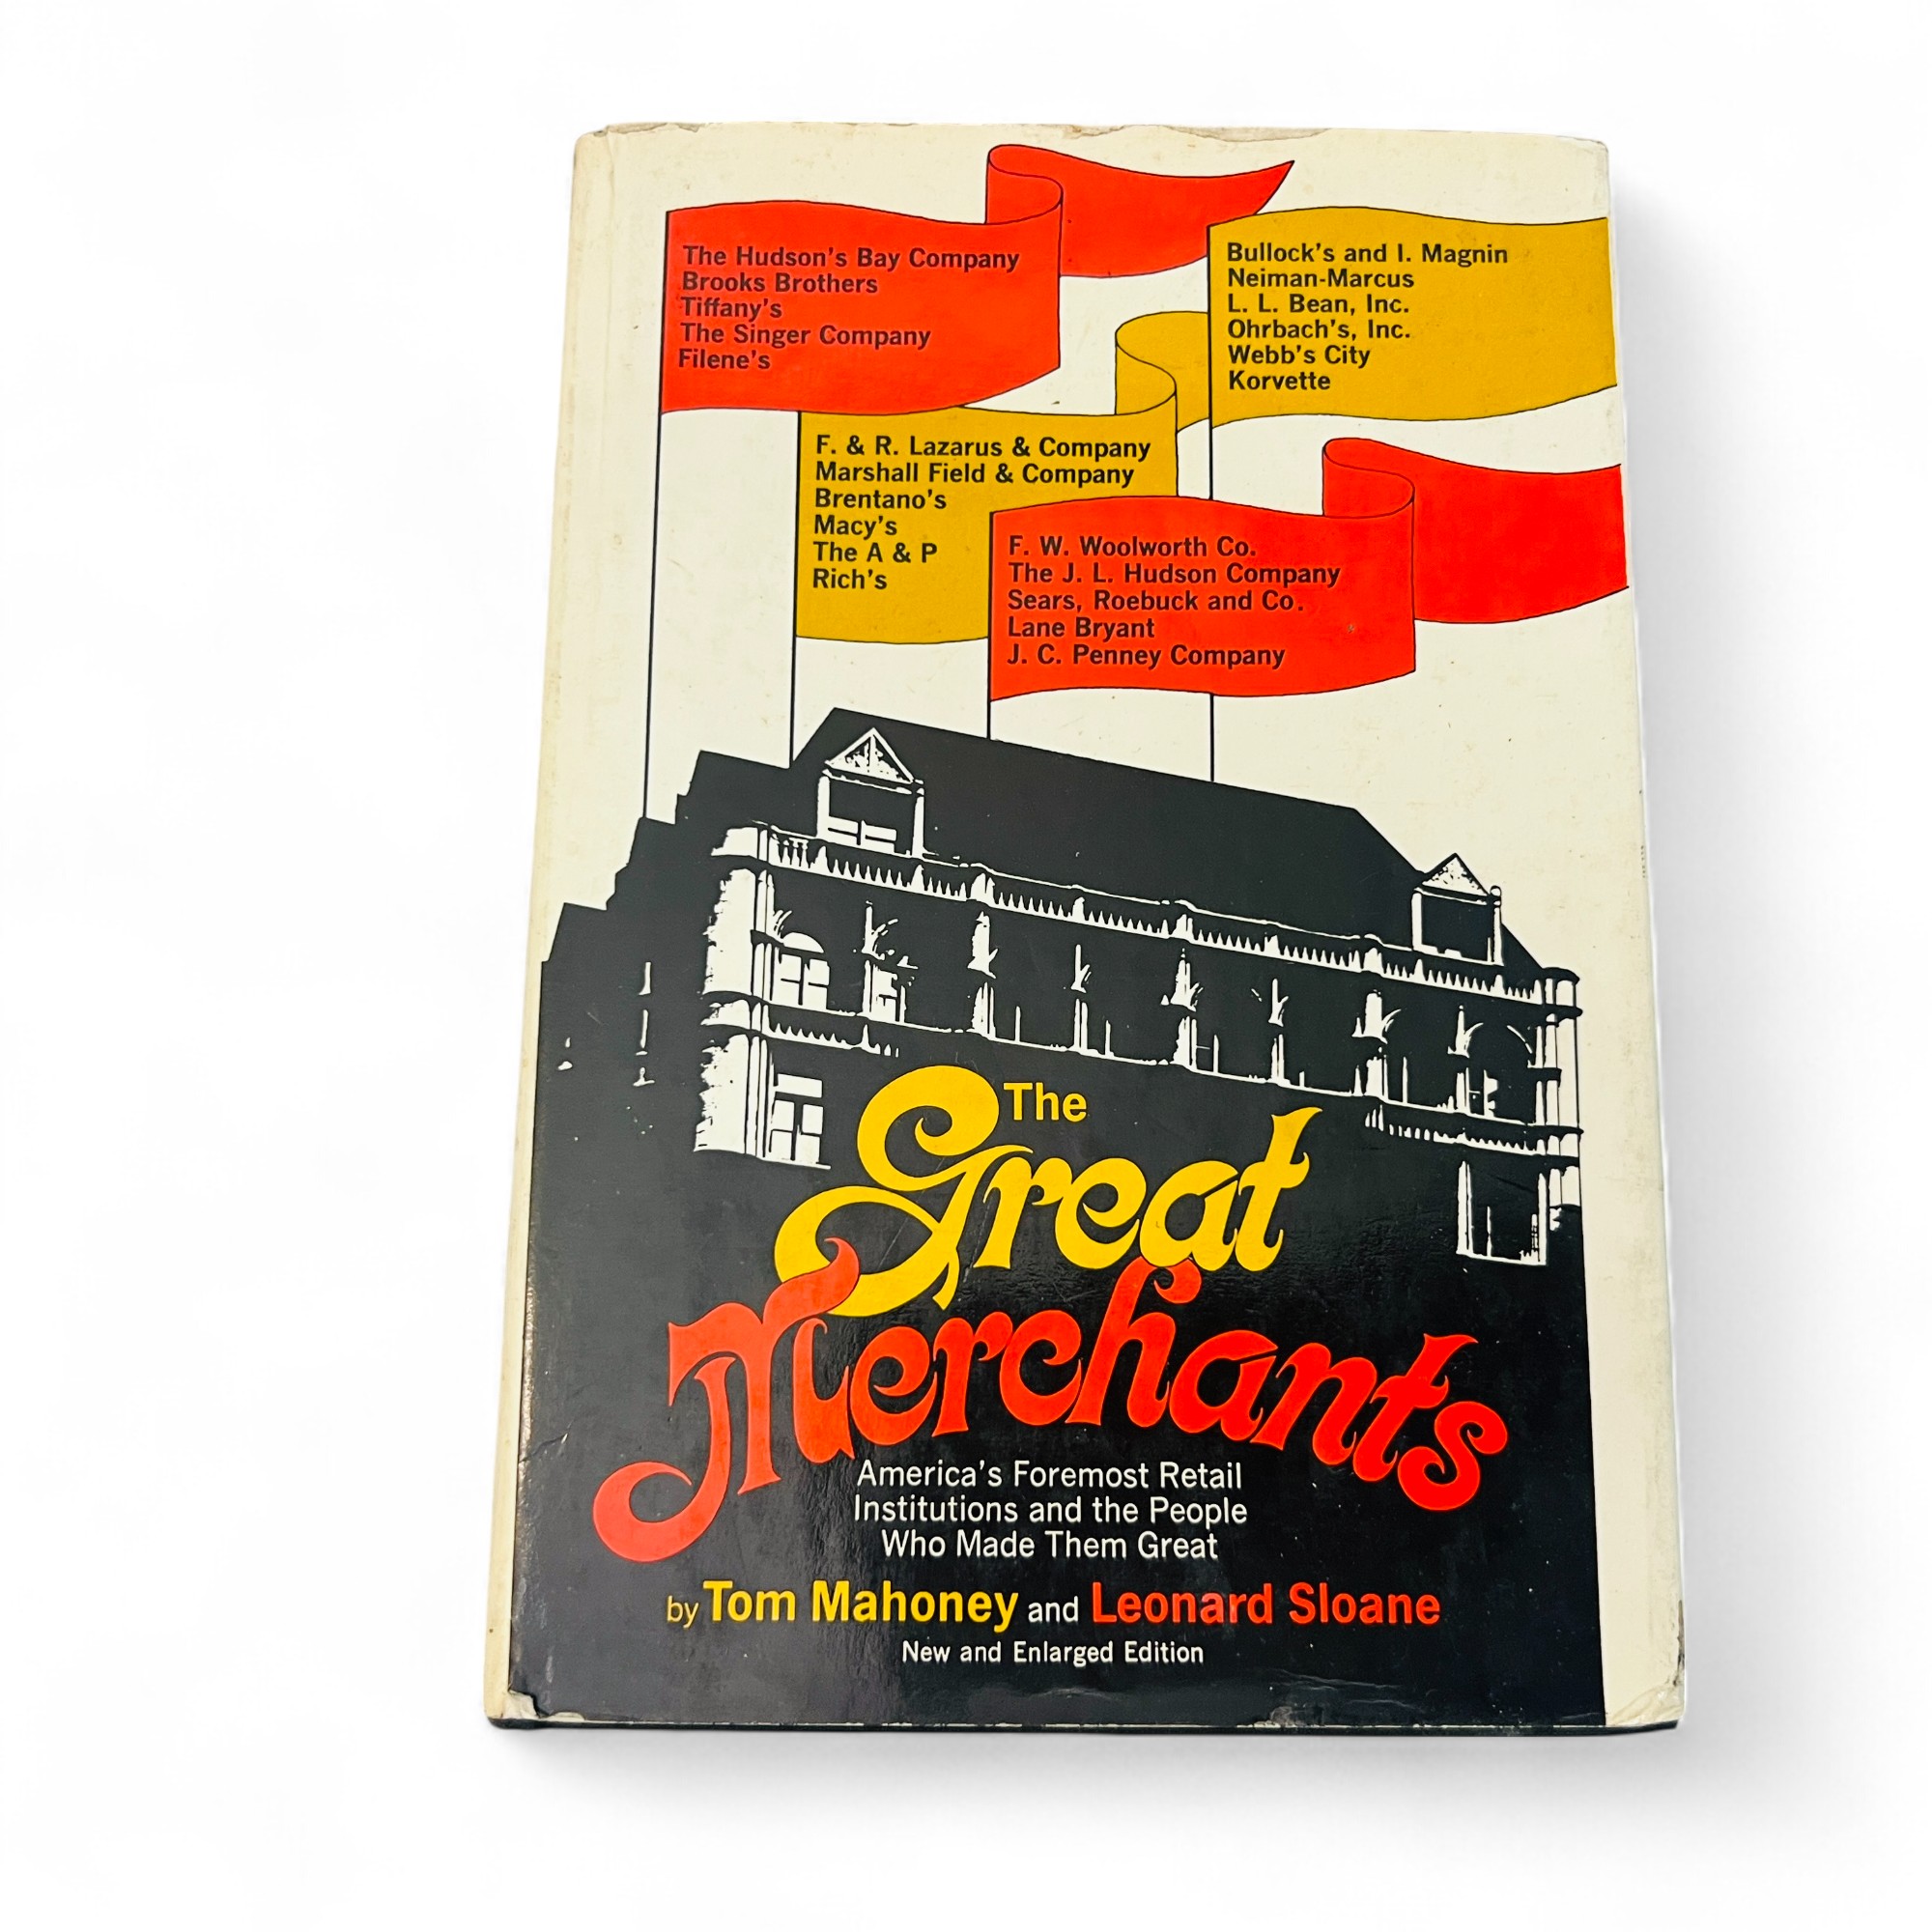 The Hudson's Bay Company
Brooks Brothers
Tiffany's
The Singer Company
Filene's
Bullock's and I. Magnin
Neiman-Marcus
L. L. Bean, Inc.
Ohrbach's, Inc.
Webb's City
Korvette
F. & R. Lazarus & Company
Marshall Field & Company
Brentano's
Macy's
The A & P
Rich's
F. W. Woolworth Co.
The J. L. Hudson Company
Sears, Roebuck and Co.
Lane Bryant
J. C. Penney Company
The
Great
Merchants
America's Foremost Retail
Institutions and the People
Who Made Them Great
by Tom Mahoney and Leonard Sloane
New and Enlarged Edition